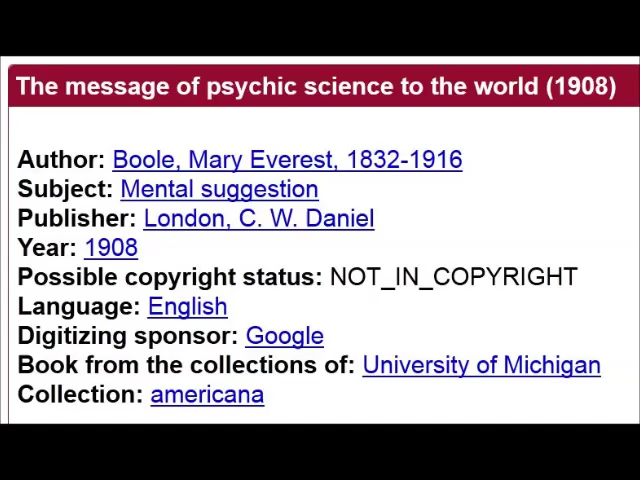 The message of psychic science to the world (1908)
Author: Boole, Mary Everest, 1832-1916
Subject: Mental suggestion
Publisher: London, C. W. Daniel
Year: 1908
Possible copyright status: NOT_IN_COPYRIGHT
Language: English
Digitizing sponsor: Google
Book from the collections of: University of Michigan
Collection: americana